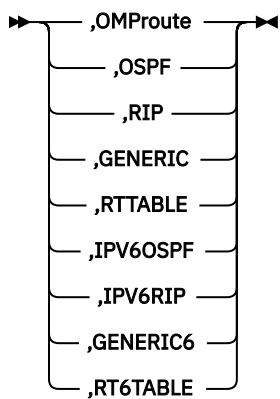 ,OMProute
,OSPF
,RIP
,GENERIC
,RTTABLE
,IPV6OSPF
,IPV6RIP
,GENERIC6
,RT6TABLE